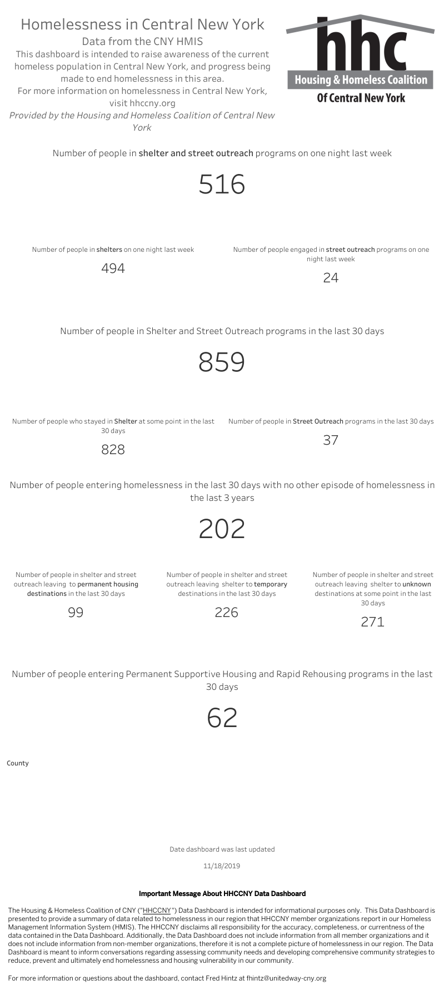 Homelessness in Central New York
Data from the CNY HMIS
This dashboard is intended to raise awareness of the current
homeless population in Central New York, and progress being
made to end homelessness in this area.
For more information on homelessness in Central New York,
visit hhccny.org
Provided by the Housing and Homeless Coalition of Central New
York
hhc
Housing & Homeless Coalition
Of Central New York
Number of people in shelter and street outreach programs on one night last week
516
Number of people in shelters on one night last week
494
Number of people engaged in street outreach programs on one
night last week
24
Number of people in Shelter and Street Outreach programs in the last 30 days
859
Number of people who stayed in Shelter at some point in the last
30 days
828
Number of people in Street Outreach programs in the last 30 days
37
Number of people entering homelessness in the last 30 days with no other episode of homelessness in
the last 3 years
202
Number of people in shelter and street
outreach leaving to permanent housing
destinations in the last 30 days
99
Number of people in shelter and street
outreach leaving shelter to temporary
destinations in the last 30 days
226
Number of people in shelter and street
outreach leaving shelter to unknown
destinations at some point in the last
30 days
271
Number of people entering Permanent Supportive Housing and Rapid Rehousing programs in the last
30 days
62
County
Date dashboard was last updated
11/18/2019
Important Message About HHCCNY Data Dashboard
The Housing & Homeless Coalition of CNY ("HHCCNY") Data Dashboard is intended for informational purposes only. This Data Dashboard is
presented to provide a summary of data related to homelessness in our region that HHCCNY member organizations report in our Homeless
Management Information System (HMIS). The HHCCNY disclaims all responsibility for the accuracy, completeness, or currentness of the
data contained in the Data Dashboard. Additionally, the Data Dashboard does not include information from all member organizations and it
does not include information from non-member organizations, therefore it is not a complete picture of homelessness in our region. The Data
Dashboard is meant to inform conversations regarding assessing community needs and developing comprehensive community strategies to
reduce, prevent and ultimately end homelessness and housing vulnerability in our community.
For more information or questions about the dashboard, contact Fred Hintz at fhintz@unitedway-cny.org